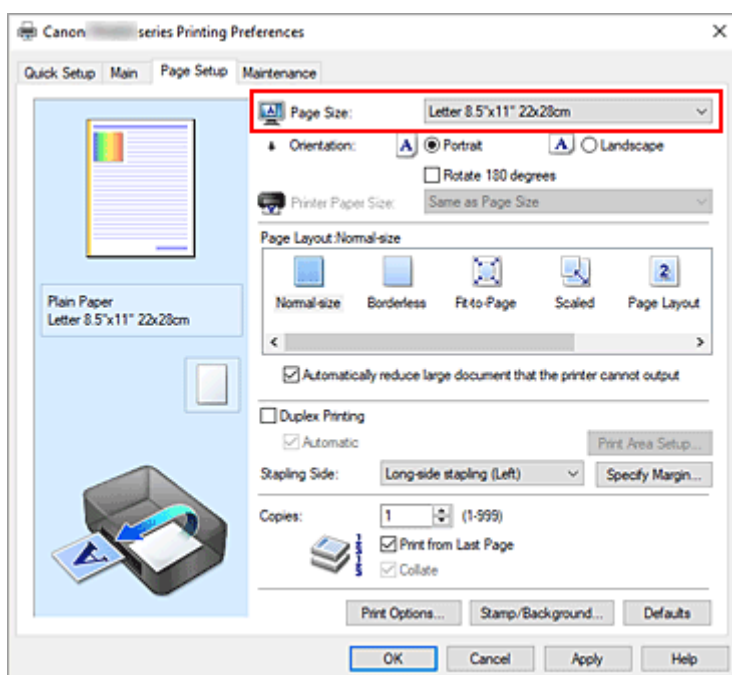 Canon series Printing Preferences
Quick Setup Main Page Setup Maintenance
Page Size: Letter 8.5"x11" 22x28cm
Orientation: A Portrait A Landscape
Rotate 180 degrees
Printer Paper Size: Same as Page Size
Page Layout:Normal-size
2
Normal-size Borderless Fit-to-Page Scaled Page Layout
Plain Paper
Letter 8.5"x11" 22x28cm
Automatically reduce large document that the printer cannot output
Duplex Printing
Automatic Print Area Setup...
Stapling Side: Long-side stapling (Left) Specify Margin...
Copies: 1 (1-999)
Print from Last Page
Collate
A
Print Options... Stamp/Background... Defaults
OK Cancel Apply Help